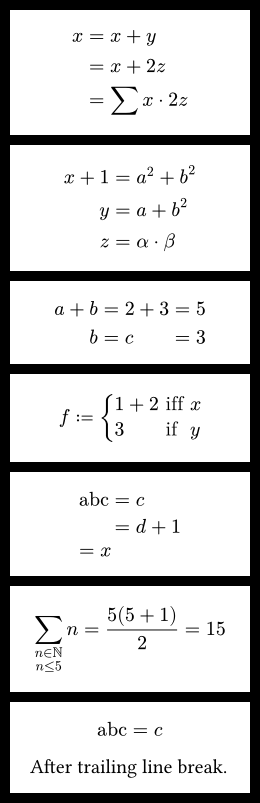 x = x + y
= x + 2z
= ∑ x · 2z
x + 1 = a² + b²
y = a + b²
z = α · β
a + b = 2 + 3 = 5
b = c = 3
f ≔ { 1 + 2 iff x
3 if y
abc = c
= d + 1
= x
∑ n = 5(5 + 1) / 2 = 15
n∈ℕ
n≤5
abc = c
After trailing line break.